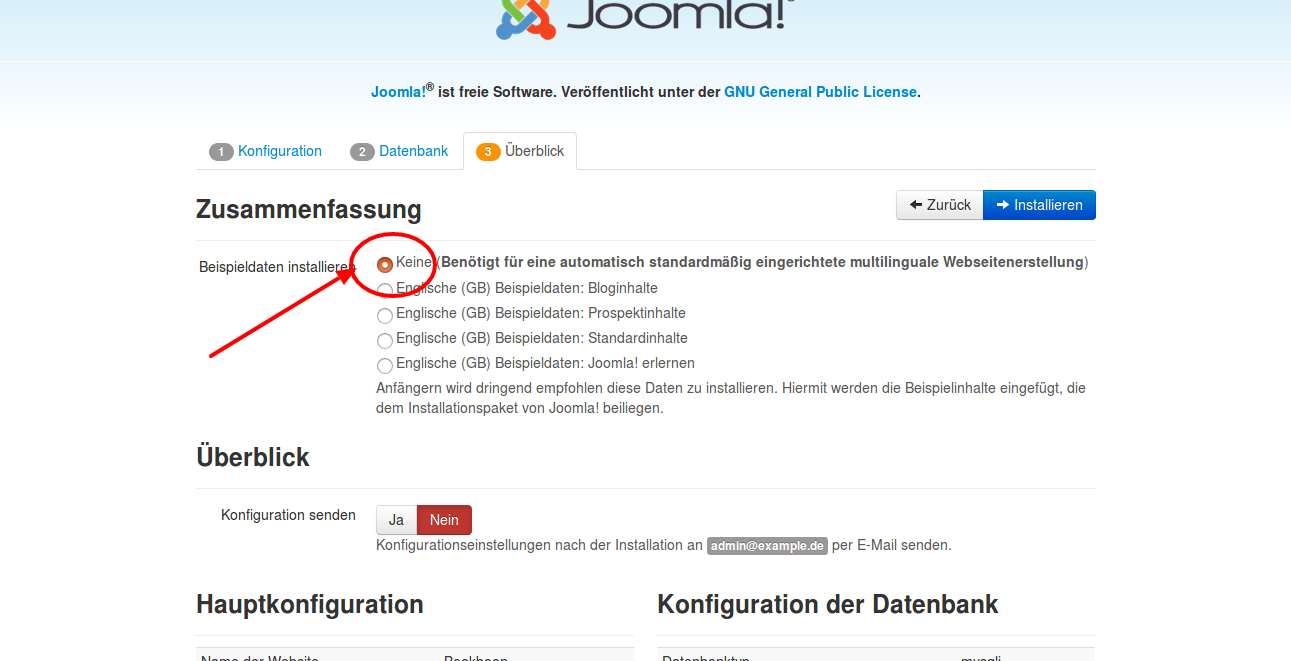 Joomla!
Joomla!® ist freie Software. Veröffentlicht unter der GNU General Public License.
1 Konfiguration 2 Datenbank 3 Überblick
Zusammenfassung
Zurück Installieren
Beispieldaten installieren
Keine (Benötigt für eine automatisch standardmäßig eingerichtete multilinguale Webseitenerstellung)
Englische (GB) Beispieldaten: Bloginhalte
Englische (GB) Beispieldaten: Prospektinhalte
Englische (GB) Beispieldaten: Standardinhalte
Englische (GB) Beispieldaten: Joomla! erlernen
Anfängern wird dringend empfohlen diese Daten zu installieren. Hiermit werden die Beispielinhalte eingefügt, die
dem Installationspaket von Joomla! beiliegen.
Überblick
Konfiguration senden
Ja Nein
Konfigurationseinstellungen nach der Installation an admin@example.de per E-Mail senden.
Hauptkonfiguration
Konfiguration der Datenbank
Name der Website
Datenbanktyp mysqli